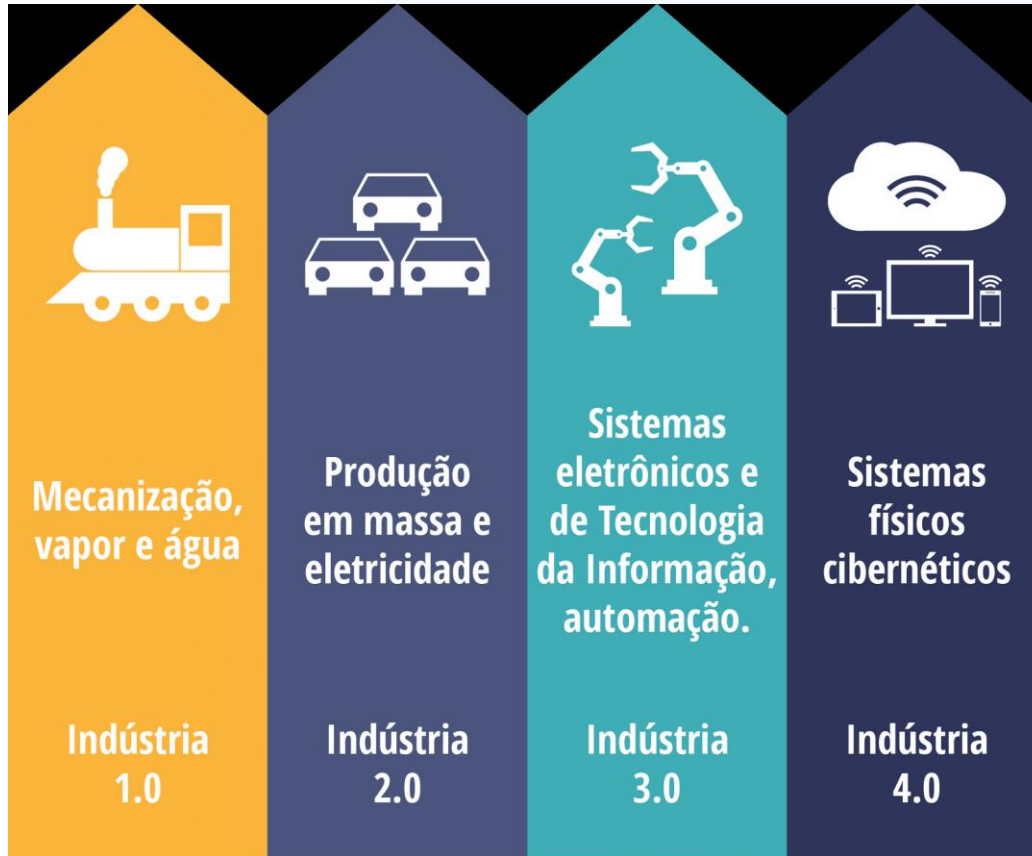 Mecanização,
vapor e água
Indústria
1.0
Produção
em massa e
eletricidade
Indústria
2.0
Sistemas
eletrônicos e
de Tecnologia
da Informação,
automação.
Indústria
3.0
Sistemas
físicos
cibernéticos
Indústria
4.0